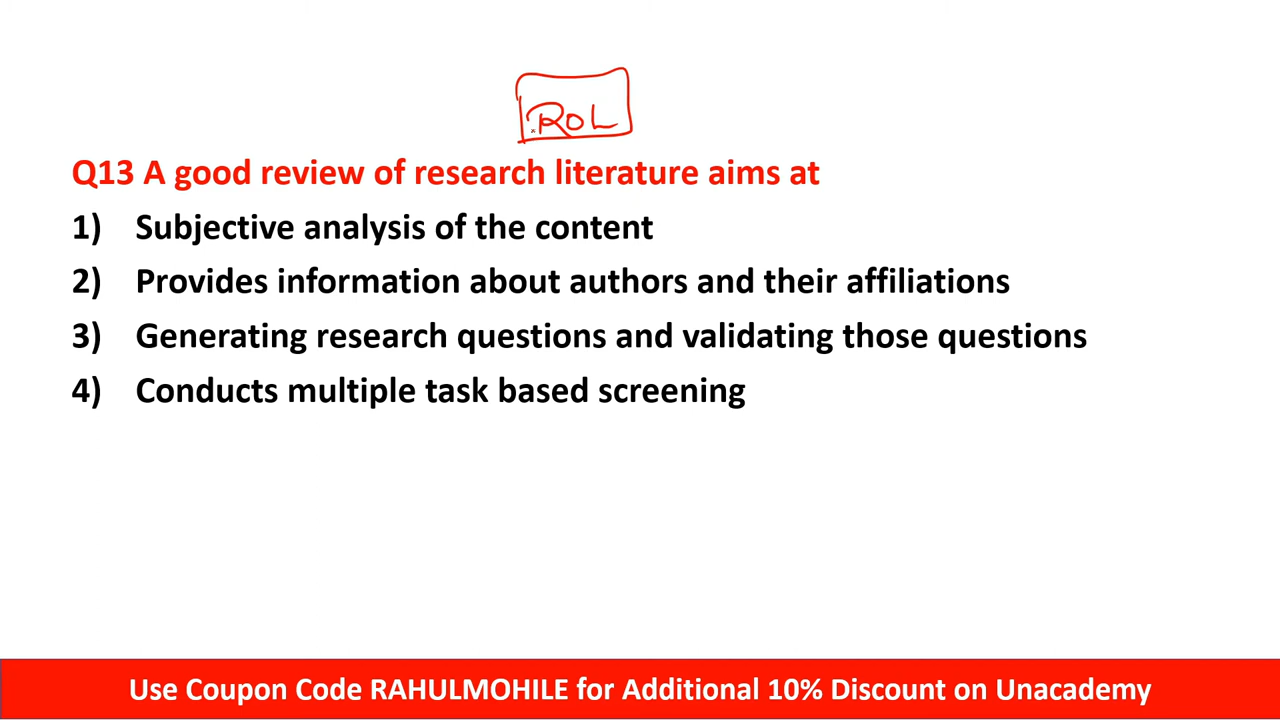 ROL
Q13 A good review of research literature aims at
1) Subjective analysis of the content
2) Provides information about authors and their affiliations
3) Generating research questions and validating those questions
4) Conducts multiple task based screening
Use Coupon Code RAHULMOHILE for Additional 10% Discount on Unacademy